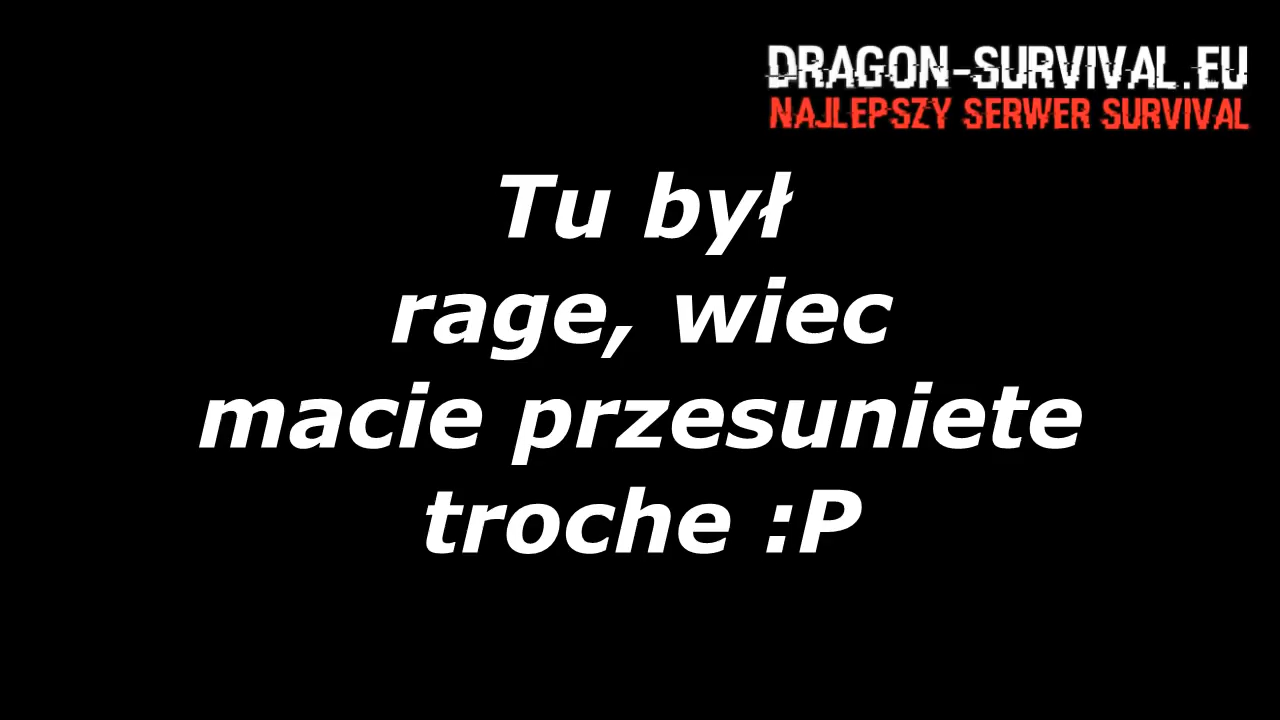 DRAGON-SURVIVAL.EU
NAJLEPSZY SERWER SURVIVAL
Tu był
rage, wiec
macie przesuniete
troche :P